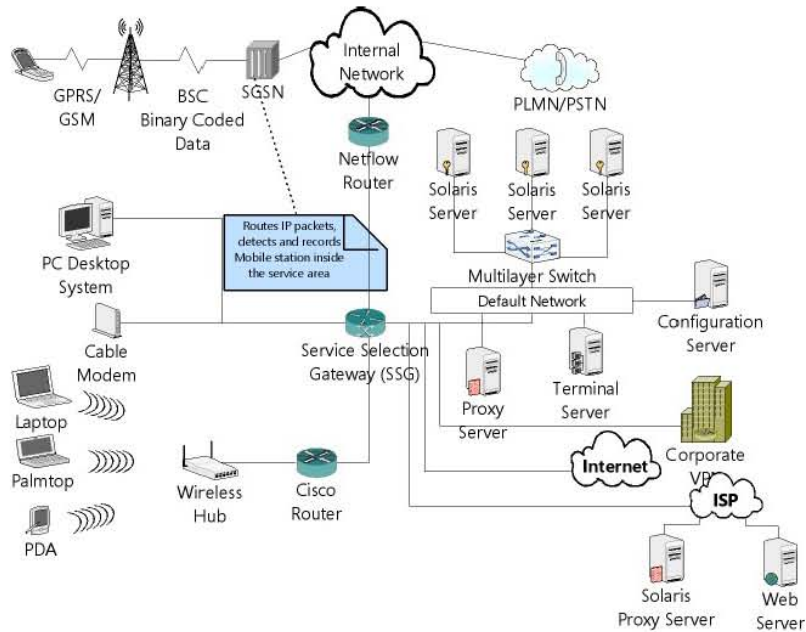 GPRS/
GSM
BSC
Binary Coded
Data
SGSN
Internal
Network
PLMN/PSTN
Netflow
Router
Solaris
Server
Solaris
Server
Solaris
Server
Routes IP packets,
detects and records
Mobile station inside
the service area
PC Desktop
System
Multilayer Switch
Default Network
Configuration
Server
Cable
Modem
Service Selection
Gateway (SSG)
Proxy
Server
Terminal
Server
Laptop
Palmtop
PDA
Wireless
Hub
Cisco
Router
Internet
Corporate
ISP
Solaris
Proxy Server
Web
Server